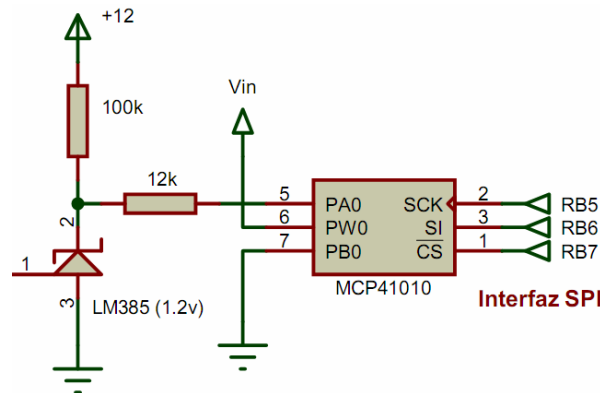 +12
100k
Vin
12k
5 PA0 SCK 2 RB5
6 PW0 SI 3 RB6
7 PB0 CS 1 RB7
MCP41010
Interfaz SPI
2
1
3
LM385 (1.2v)